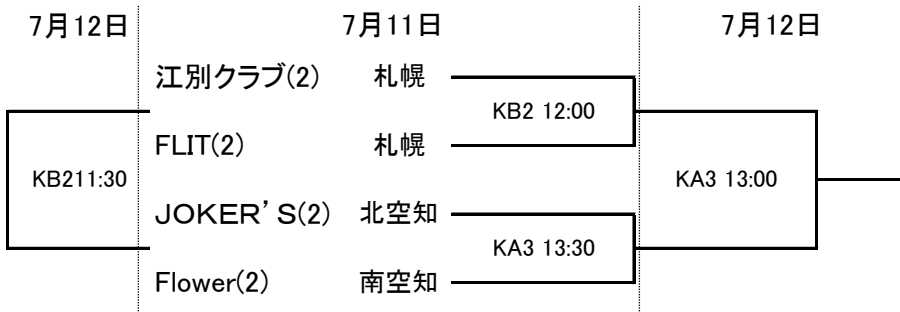 7月12日 7月11日 7月12日
江別クラブ(2) 札幌
KB2 12:00
FLIT(2) 札幌
KB211:30 KA3 13:00
JOKER'S(2) 北空知
KA3 13:30
Flower(2) 南空知